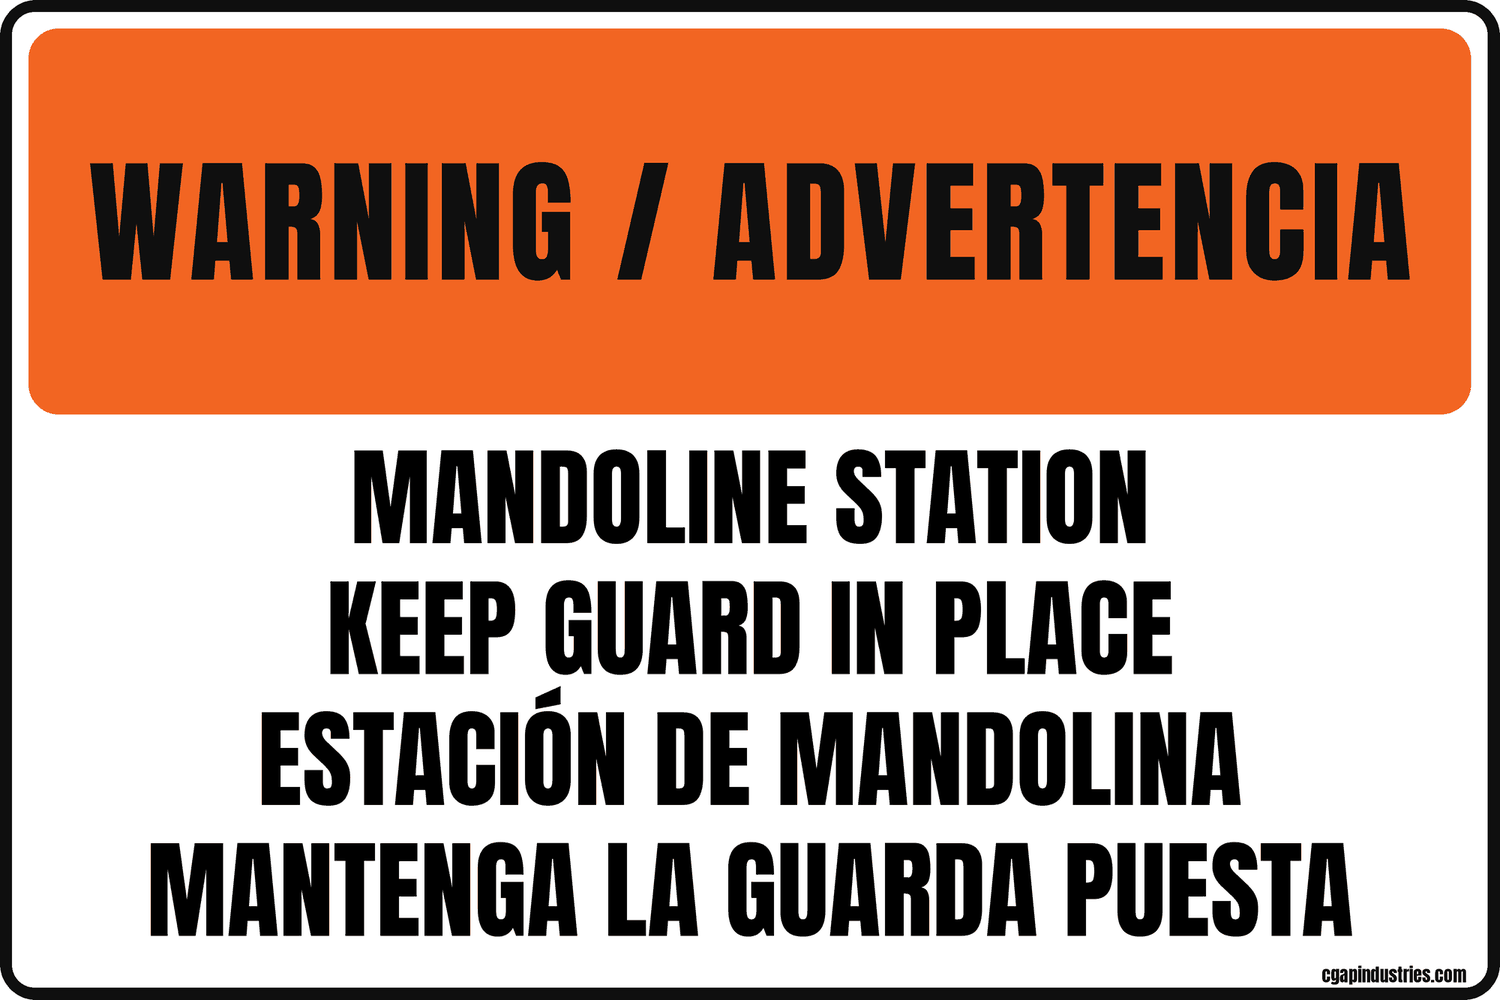 WARNING / ADVERTENCIA
MANDOLINE STATION
KEEP GUARD IN PLACE
ESTACIÓN DE MANDOLINA
MANTENGA LA GUARDA PUESTA
cgapindustries.com